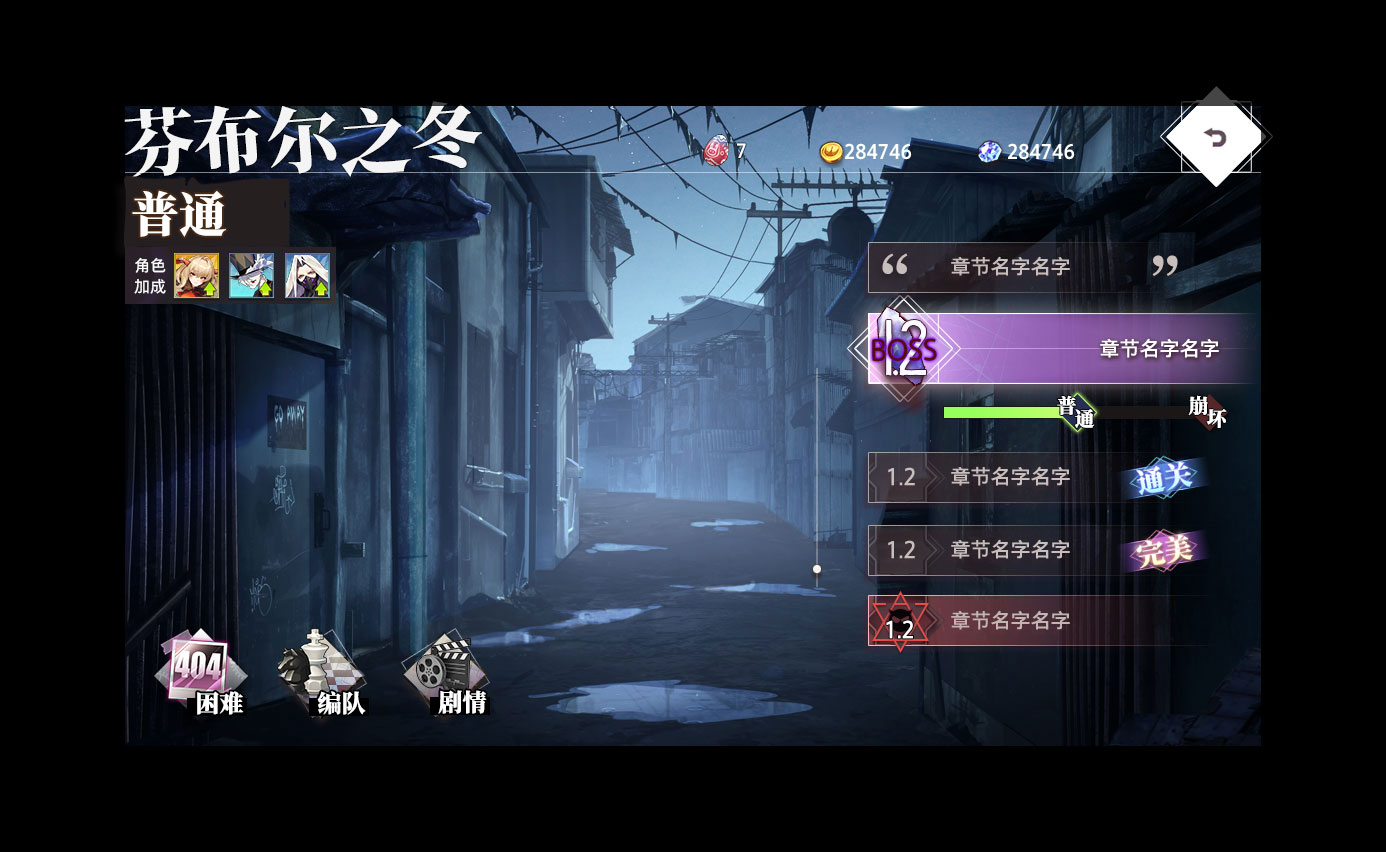 芬布尔之冬
7
284746
284746
普通
角色
加成
“ 章节名字名字 ”
1.2
BOSS
章节名字名字
普通
崩坏
1.2 章节名字名字 通关
1.2 章节名字名字 完美
1.2 章节名字名字
GO AWAY
404
困难
编队
剧情